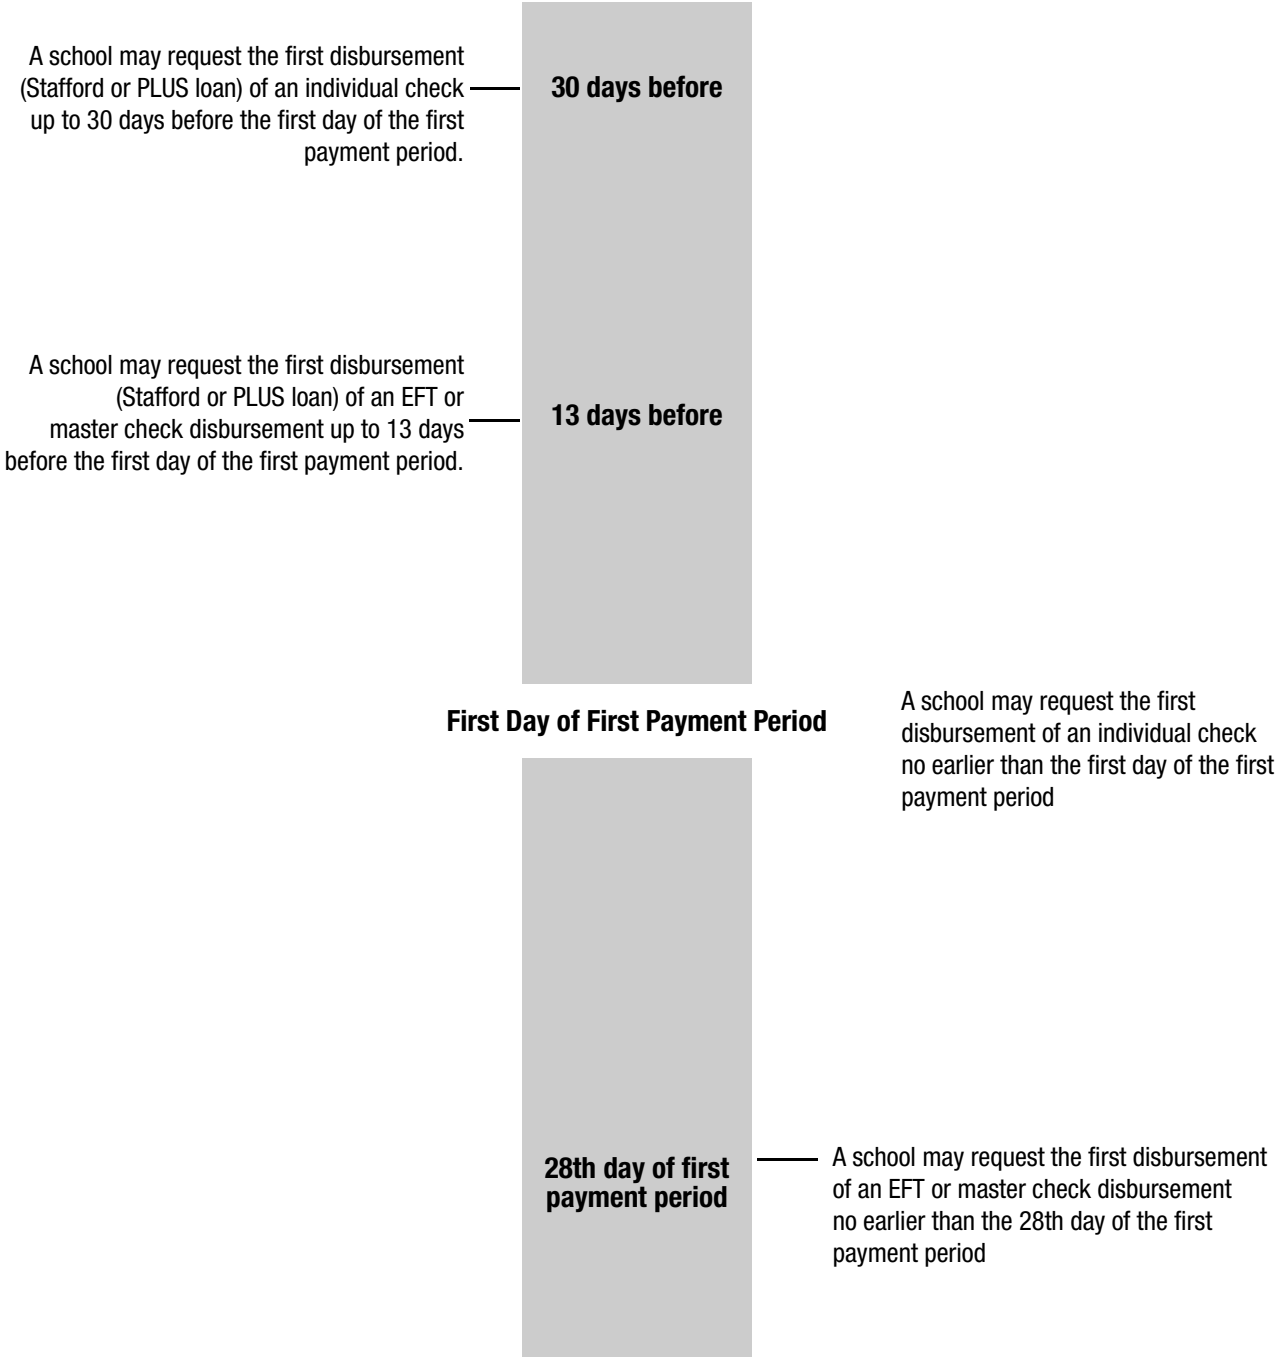 A school may request the first disbursement
(Stafford or PLUS loan) of an individual check
up to 30 days before the first day of the first
payment period.
30 days before
A school may request the first disbursement
(Stafford or PLUS loan) of an EFT or
master check disbursement up to 13 days
before the first day of the first payment period.
13 days before
First Day of First Payment Period
A school may request the first
disbursement of an individual check
no earlier than the first day of the first
payment period
28th day of first
payment period
A school may request the first disbursement
of an EFT or master check disbursement
no earlier than the 28th day of the first
payment period